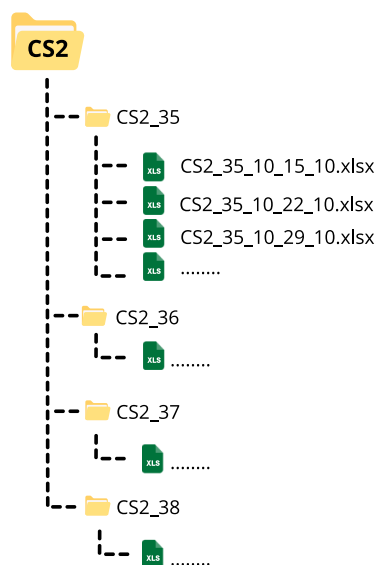 CS2
CS2_35
XLS CS2_35_10_15_10.xlsx
XLS CS2_35_10_22_10.xlsx
XLS CS2_35_10_29_10.xlsx
XLS ........
CS2_36
XLS ........
CS2_37
XLS ........
CS2_38
XLS ........